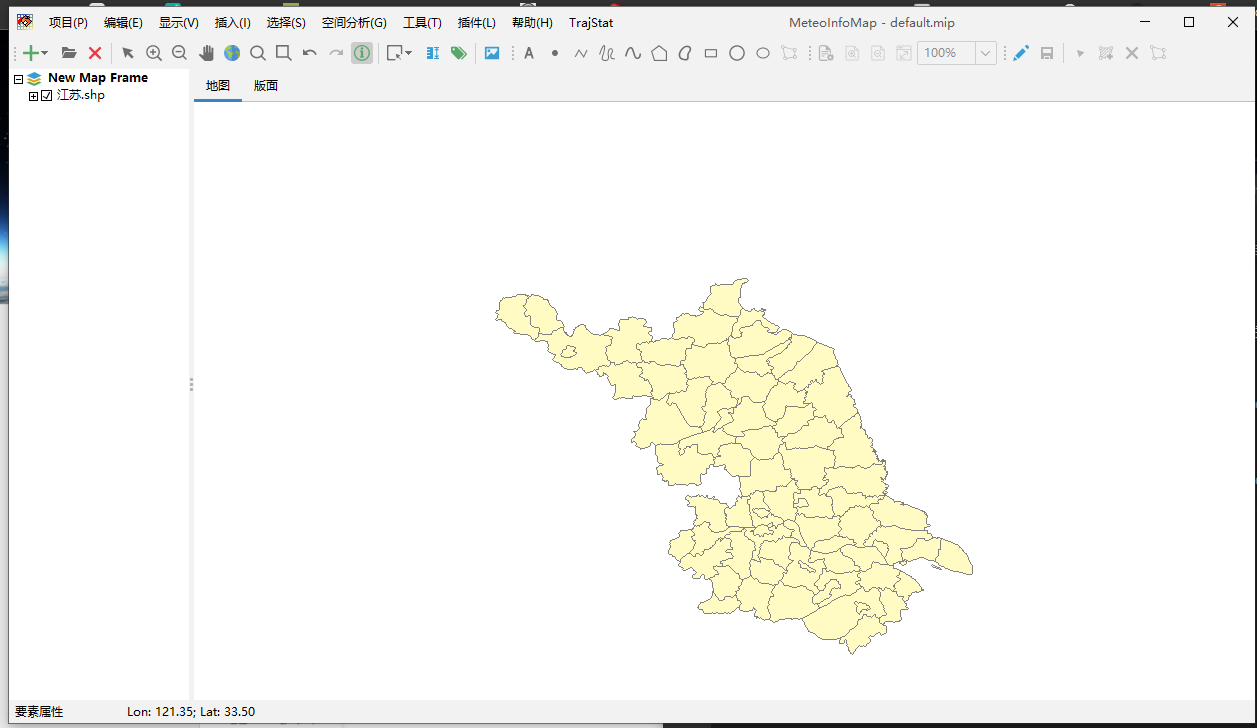 项目(P) 编辑(E) 显示(V) 插入(I) 选择(S) 空间分析(G) 工具(T) 插件(L) 帮助(H) TrajStat MeteoInfoMap - default.mip
A 100%
New Map Frame
江苏.shp
地图 版面
要素属性 Lon: 121.35; Lat: 33.50